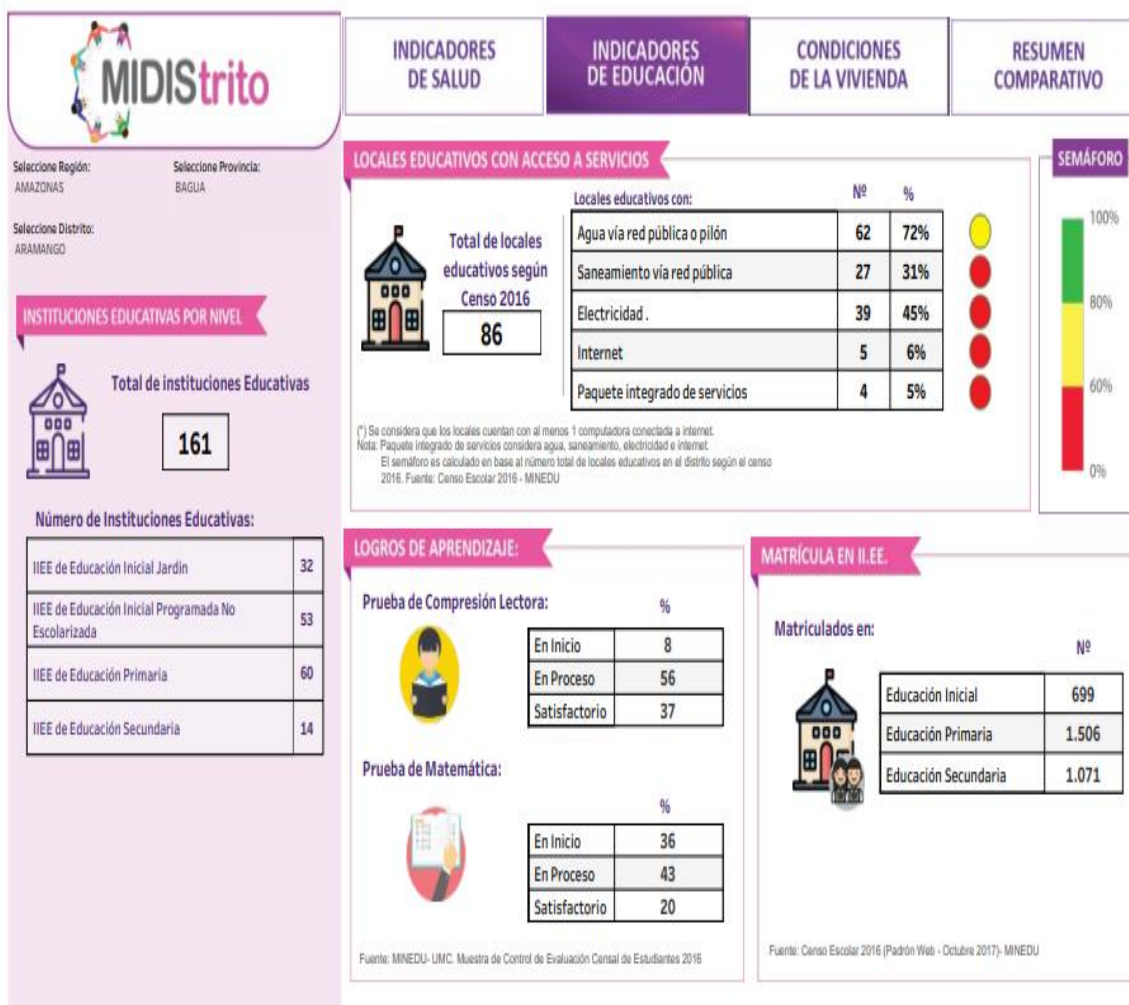 MIDIStrito
INDICADORES
DE SALUD
INDICADORES
DE EDUCACIÓN
CONDICIONES
DE LA VIVIENDA
RESUMEN
COMPARATIVO
Seleccione Región:
AMAZONAS
Seleccione Provincia:
BAGUA
Seleccione Distrito:
ARAMANGO
INSTITUCIONES EDUCATIVAS POR NIVEL
Total de instituciones Educativas
161
Número de Instituciones Educativas:
IIEE de Educación Inicial Jardin 32
IIEE de Educación Inicial Programada No
Escolarizada 53
IIEE de Educación Primaria 60
IIEE de Educación Secundaria 14
LOCALES EDUCATIVOS CON ACCESO A SERVICIOS
Total de locales
educativos según
Censo 2016
86
Locales educativos con: Nº %
Agua vía red pública o pilón 62 72%
Saneamiento vía red pública 27 31%
Electricidad . 39 45%
Internet 5 6%
Paquete integrado de servicios 4 5%
(*) Se considera que los locales cuentan con al menos 1 computadora conectada a internet.
Nota: Paquete integrado de servicios considera agua, saneamiento, electricidad e internet.
El semáforo es calculado en base al número total de locales educativos en el distrito según el censo
2016. Fuente: Censo Escolar 2016 - MINEDU
SEMÁFORO
100%
80%
60%
0%
LOGROS DE APRENDIZAJE:
Prueba de Compresión Lectora: %
En Inicio 8
En Proceso 56
Satisfactorio 37
Prueba de Matemática:
%
En Inicio 36
En Proceso 43
Satisfactorio 20
Fuente: MINEDU- UMC. Muestra de Control de Evaluación Censal de Estudiantes 2016
MATRÍCULA EN II.EE.
Matriculados en:
Nº
Educación Inicial 699
Educación Primaria 1.506
Educación Secundaria 1.071
Fuente: Censo Escolar 2016 (Padrón Web - Octubre 2017)- MINEDU